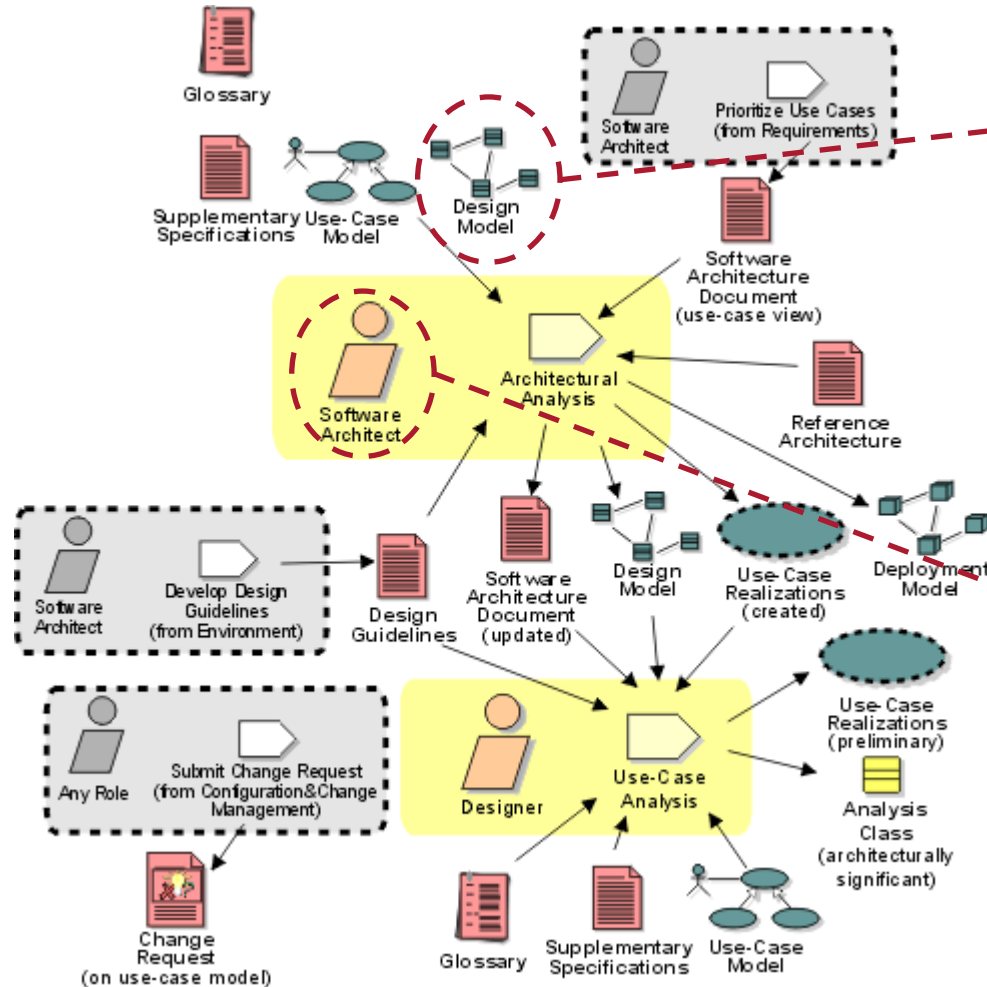 Glossary
Software
Architect
Prioritize Use Cases
(from Requirements)
Supplementary
Specifications
Use-Case
Model
Design
Model
Software
Architecture
Document
(use-case view)
Software
Architect
Architectural
Analysis
Reference
Architecture
Software
Architect
Develop Design
Guidelines
(from Environment)
Design
Guidelines
Software
Architecture
Document
(updated)
Design
Model
Use-Case
Realizations
(created)
Deployment
Model
Any Role
Submit Change Request
(from Configuration&Change
Management)
Designer
Use-Case
Analysis
Use-Case
Realizations
(preliminary)
Analysis
Class
(architecturally
significant)
Change
Request
(on use-case model)
Glossary
Supplementary
Specifications
Use-Case
Model